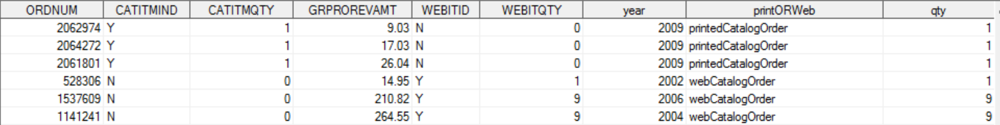 ORDNUM CATITMIND CATITMQTY GRPROREVAMT WEBITID WEBITQTY year printORWeb qty
2062974 Y 1 9.03 N 0 2009 printedCatalogOrder 1
2064272 Y 1 17.03 N 0 2009 printedCatalogOrder 1
2061801 Y 1 26.04 N 0 2009 printedCatalogOrder 1
528306 N 0 14.95 Y 1 2002 webCatalogOrder 1
1537609 N 0 210.82 Y 9 2006 webCatalogOrder 9
1141241 N 0 264.55 Y 9 2004 webCatalogOrder 9